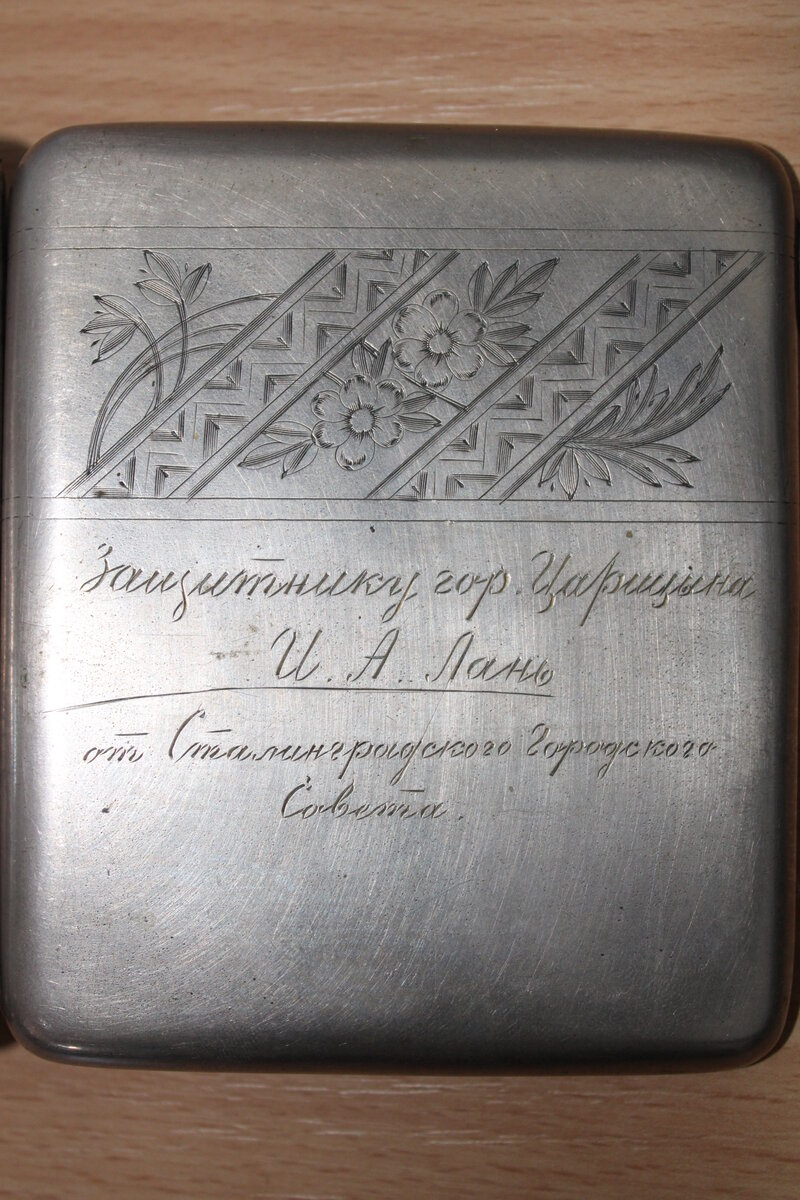 Защитнику гор. Царицына
И. А. Лань
от Сталинградского Городского
Совета.